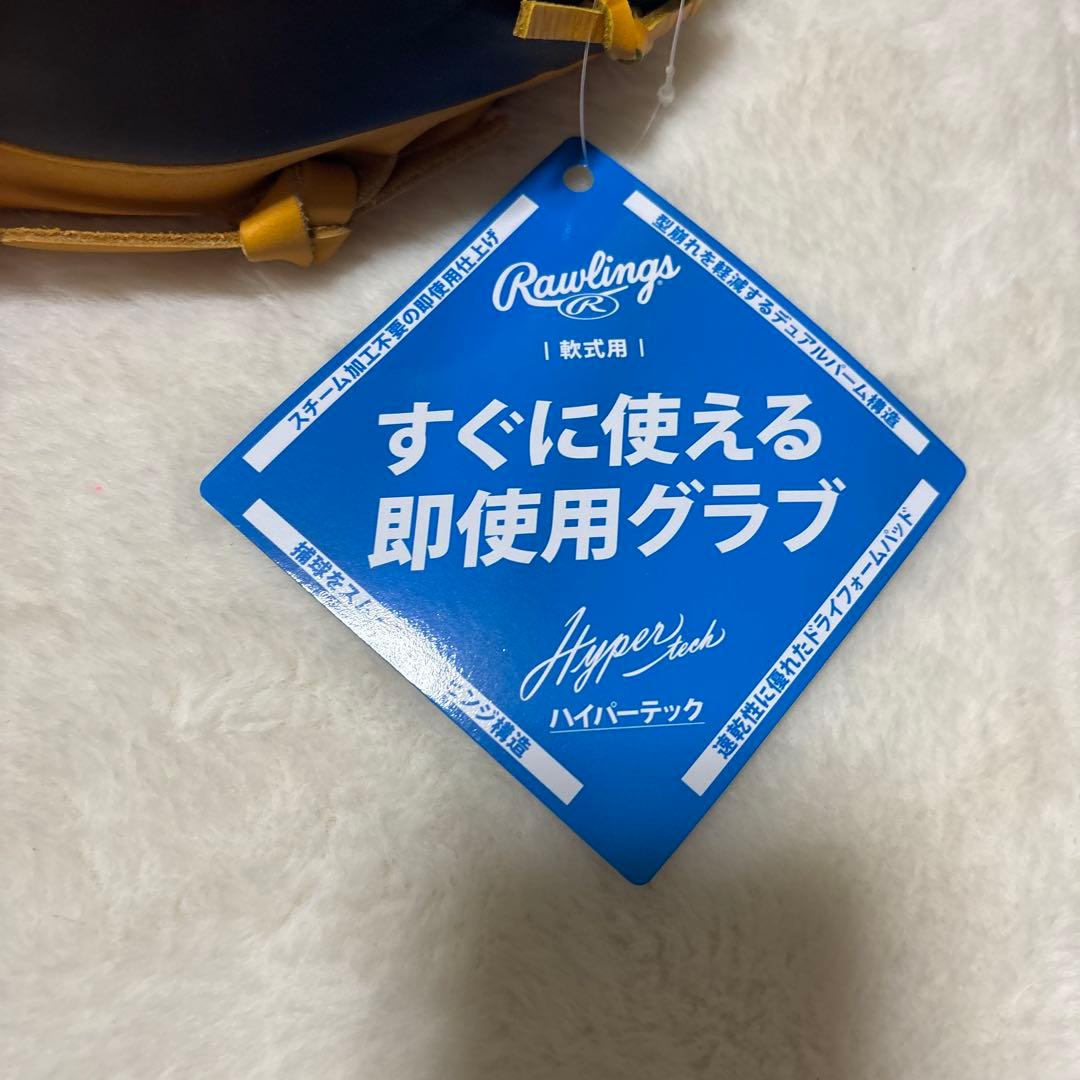 スチーム加工不要の即使用仕上げ
型崩れを軽減するデュアルパーム構造
Rawlings
R
| 軟式用 |
すぐに使える
即使用グラブ
Hyper tech
ハイパーテック
捕球をス
ンジ構造
速乾性に優れたドライフォームパッド